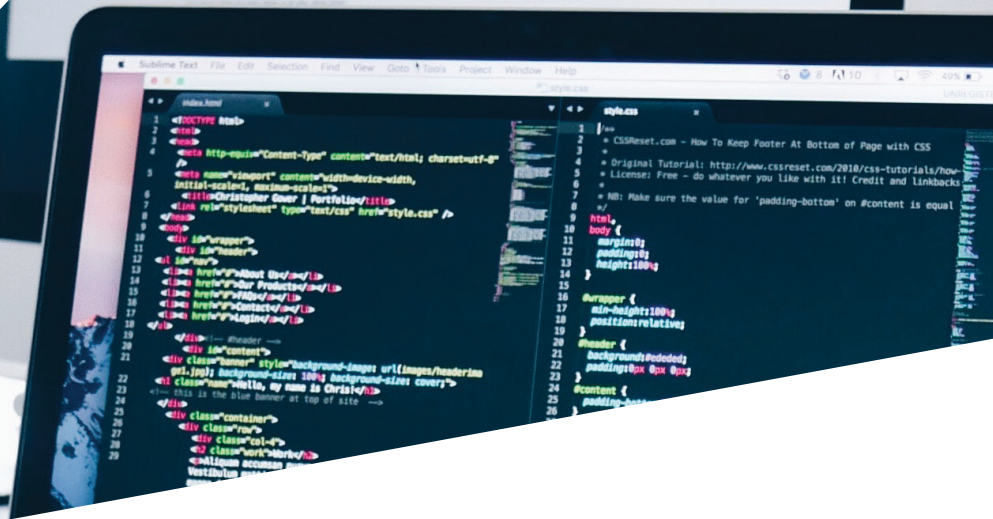 Sublime Text File Edit Selection Find View Goto Tools Project Window Help 8 10 49%
style.css
UNREGISTE
index.html ×
1 <!DOCTYPE html>
2 <html>
3 <head>
4 <meta http-equiv="Content-Type" content="text/html; charset=utf-8"
/>
5 <meta name="viewport" content="width=device-width,
initial-scale=1, maximum-scale=1">
6 <title>Christopher Gower | Portfolio</title>
7 <link rel="stylesheet" type="text/css" href="style.css" />
8 </head>
9 <body>
10 <div id="wrapper">
11 <div id="header">
12 <ul id="nav">
13 <li><a href="#">About Us</a></li>
14 <li><a href="#">Our Products</a></li>
15 <li><a href="#">FAQs</a></li>
16 <li><a href="#">Contact</a></li>
17 <li><a href="#">Login</a></li>
18 </ul>
19 </div><!-- #header -->
20 <div id="content">
21 <div class="banner" style="background-image: url(images/headerima
ge1.jpg); background-size: 100%; background-size: cover;">
22 <h1 class="name">Hello, my name is Chris!</h1>
23 <!-- this is the blue banner at top of site -->
24 </div>
25 <div class="container">
26 <div class="row">
27 <div class="col-4">
28 <h2 class="work">Work</h2>
29 <p>Aliquam accumsan
Vestibulum
style.css ×
1 /**
2 * CSSReset.com - How To Keep Footer At Bottom of Page with CSS
3 *
4 * Original Tutorial: http://www.cssreset.com/2010/css-tutorials/how-
5 * License: Free - do whatever you like with it! Credit and linkbacks
6 *
7 * NB: Make sure the value for 'padding-bottom' on #content is equal
8 */
9 html,
10 body {
11 margin:0;
12 padding:0;
13 height:100%;
14 }
15
16 #wrapper {
17 min-height:100%;
18 position:relative;
19 }
20 #header {
21 background:#ededed;
22 padding:0px 0px 0px;
23 }
24 #content {
25 padding-bott
26